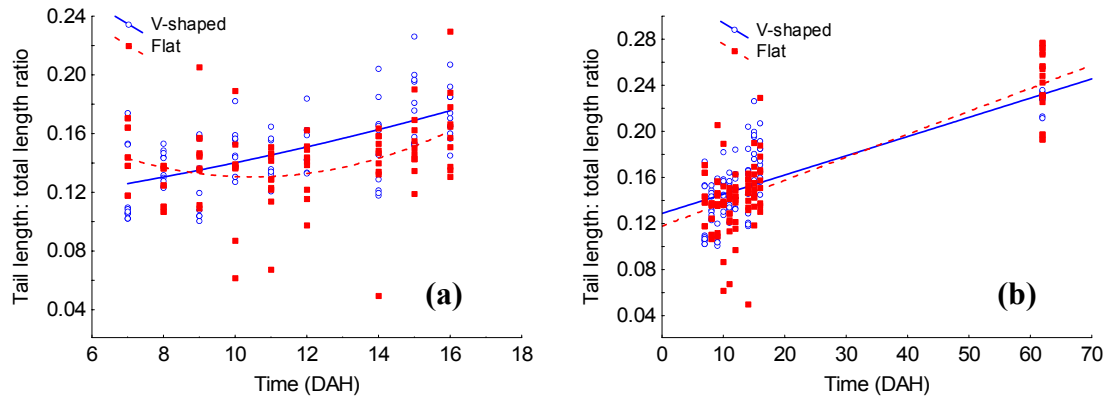 0.24
0.20
0.16
0.12
0.08
0.04
Tail length: total length ratio
V-shaped
Flat
(a)
6 8 10 12 14 16 18
Time (DAH)
0.28
0.24
0.20
0.16
0.12
0.08
0.04
Tail length: total length ratio
V-shaped
Flat
(b)
0 10 20 30 40 50 60 70
Time (DAH)